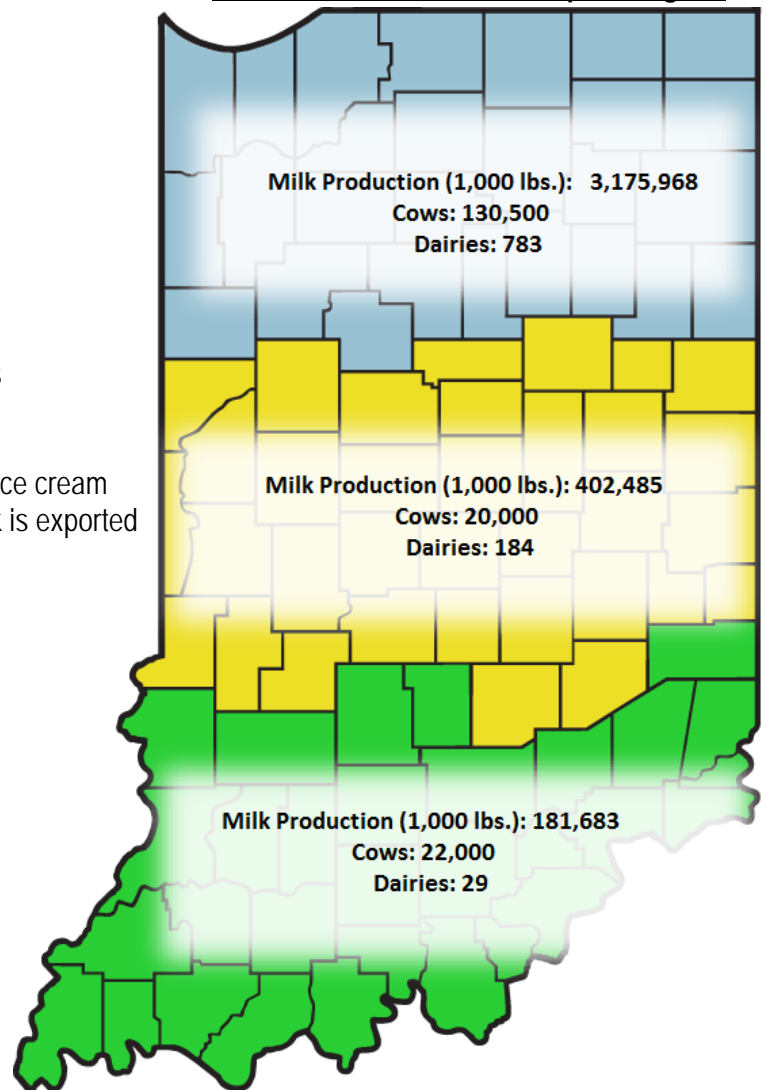 Milk Production (1,000 lbs.): 3,175,968
Cows: 130,500
Dairies: 783
ce cream
is exported
Milk Production (1,000 lbs.): 402,485
Cows: 20,000
Dairies: 184
Milk Production (1,000 lbs.): 181,683
Cows: 22,000
Dairies: 29